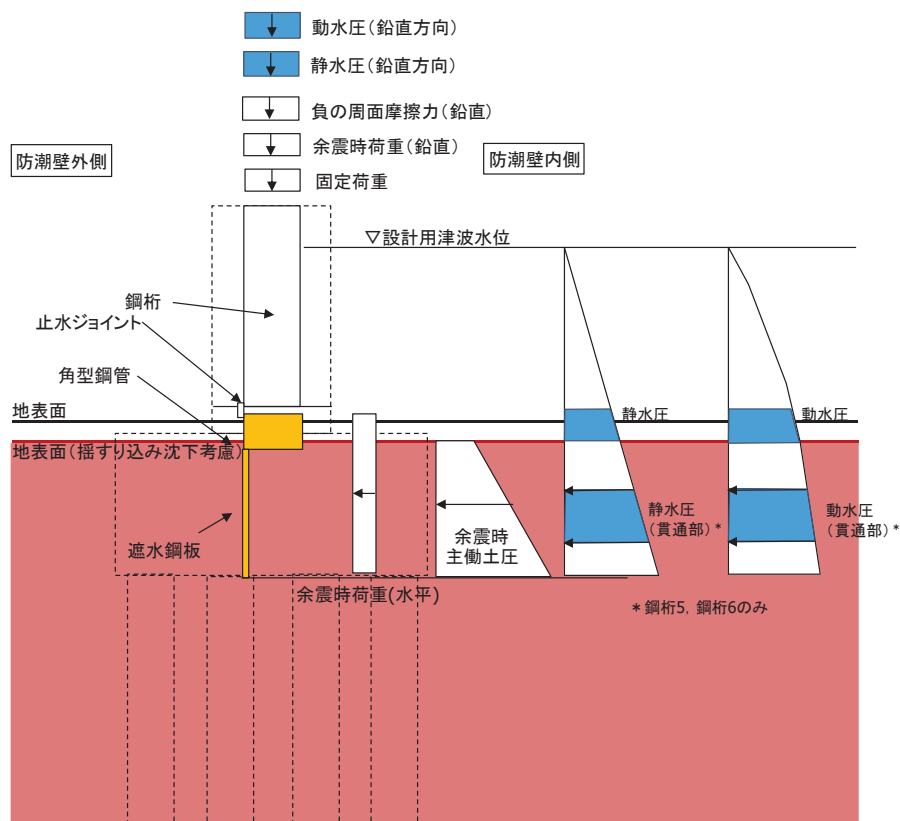 動水圧(鉛直方向)
静水圧(鉛直方向)
負の周面摩擦力(鉛直)
余震時荷重(鉛直)
固定荷重
防潮壁外側
防潮壁内側
▽設計用津波水位
鋼桁
止水ジョイント
角型鋼管
地表面
静水圧
動水圧
地表面(揺すり込み沈下考慮)
静水圧
(貫通部)*
動水圧
(貫通部)*
余震時
主働土圧
遮水鋼板
余震時荷重(水平)
*鋼桁5,鋼桁6のみ